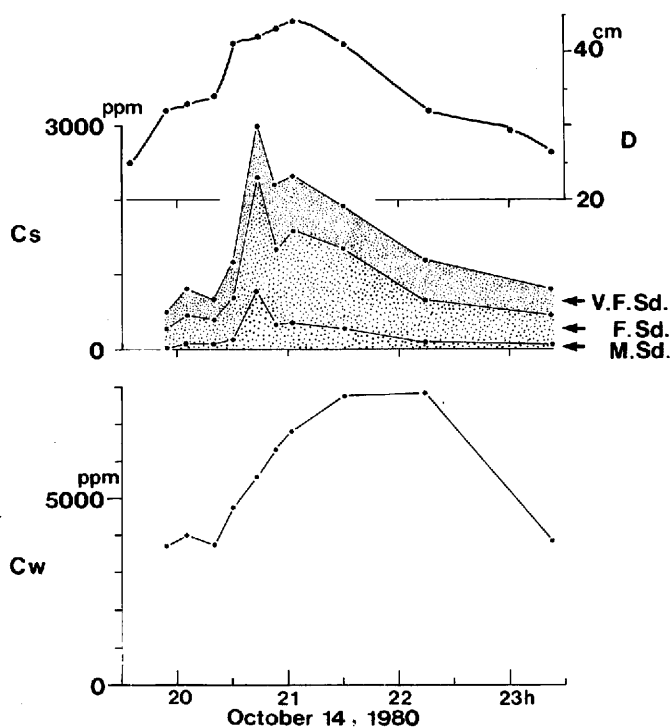 cm
40
D
20
ppm
3000
Cs
0
V.F.Sd.
F.Sd.
M.Sd.
ppm
5000
Cw
0
20 21 22 23h
October 14, 1980